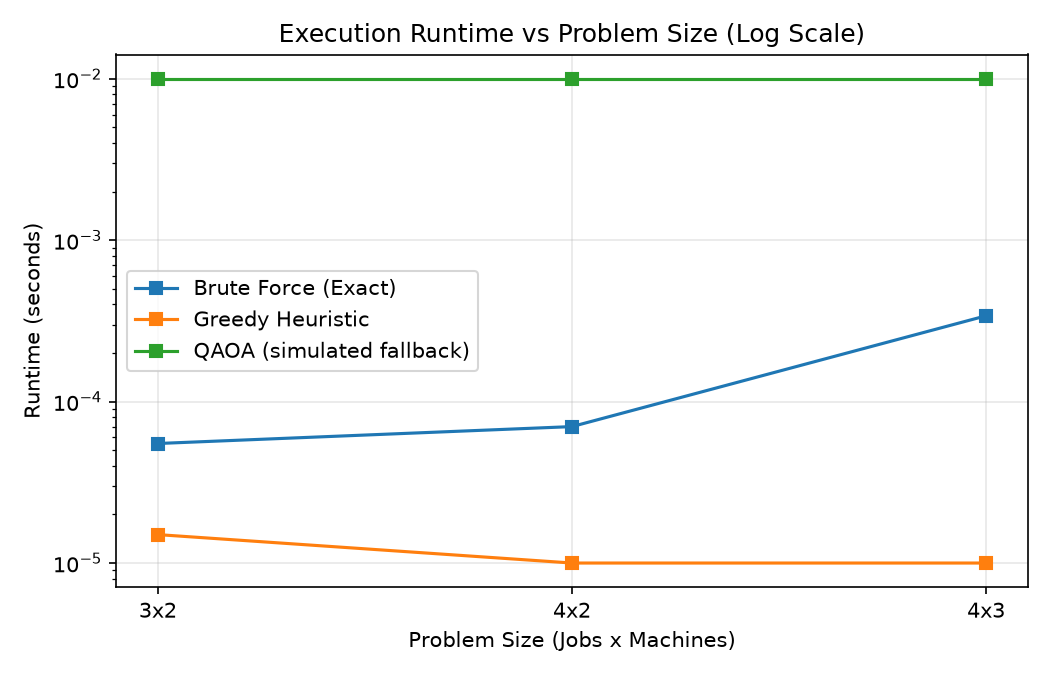 Execution Runtime vs Problem Size (Log Scale)
Runtime (seconds)
10⁻²
10⁻³
10⁻⁴
10⁻⁵
Brute Force (Exact)
Greedy Heuristic
QAOA (simulated fallback)
3x2
4x2
4x3
Problem Size (Jobs x Machines)